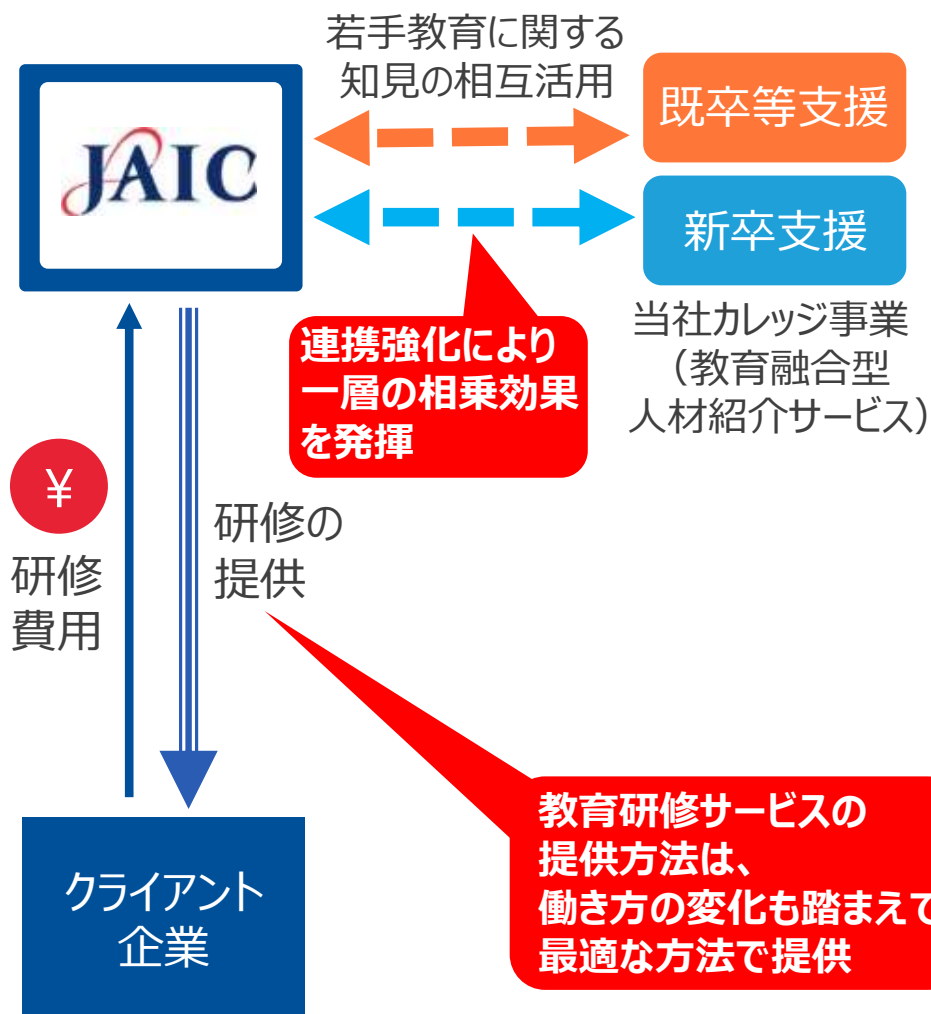 若手教育に関する
知見の相互活用
JAIC
既卒等支援
新卒支援
当社カレッジ事業
（教育融合型
人材紹介サービス）
連携強化により
一層の相乗効果
を発揮
¥
研修
費用
研修の
提供
教育研修サービスの
提供方法は、
働き方の変化も踏まえて
最適な方法で提供
クライアント
企業